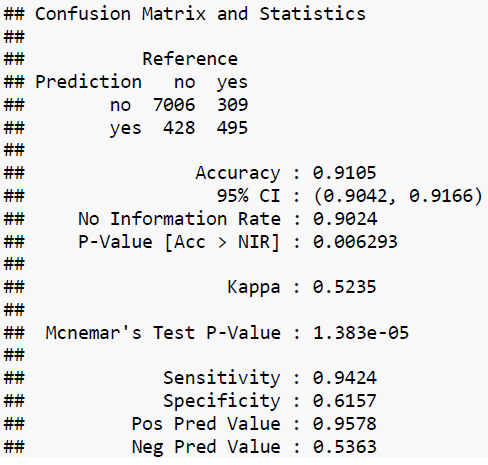 ## Confusion Matrix and Statistics
##
##           Reference
## Prediction   no  yes
##        no  7006  309
##        yes  428  495
##
##                Accuracy : 0.9105
##                  95% CI : (0.9042, 0.9166)
##     No Information Rate : 0.9024
##     P-Value [Acc > NIR] : 0.006293
##
##                   Kappa : 0.5235
##
##  Mcnemar's Test P-Value : 1.383e-05
##
##             Sensitivity : 0.9424
##             Specificity : 0.6157
##          Pos Pred Value : 0.9578
##          Neg Pred Value : 0.5363